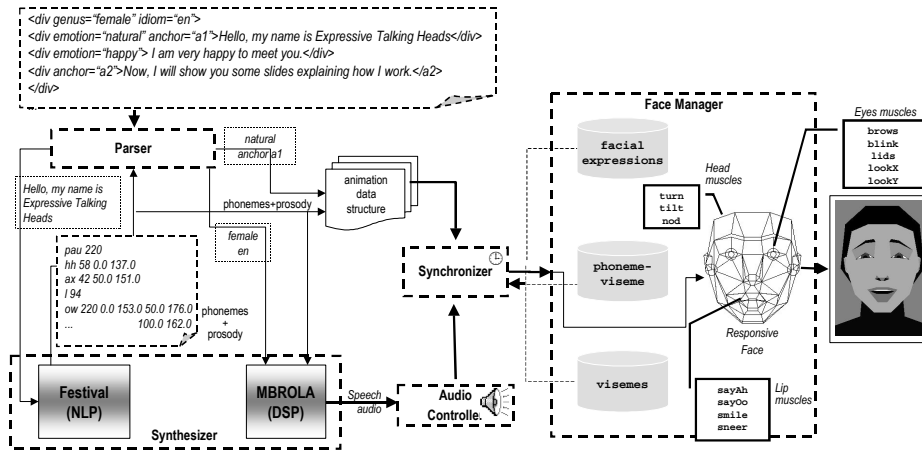 <div genus=“female” idiom=“en”>
<div emotion=“natural” anchor=“a1”>Hello, my name is Expressive Talking Heads</div>
<div emotion=“happy”> I am very happy to meet you.</div>
<div anchor=“a2”>Now, I will show you some slides explaining how I work.</a2>
</div>
...
Parser
natural
anchor a1
Hello, my name is
Expressive Talking
Heads
phonemes+prosody
animation
data
structure
female
en
pau 220
hh 58 0.0 137.0
ax 42 50.0 151.0
l 94
ow 220 0.0 153.0 50.0 176.0
... 100.0 162.0
phonemes
+
prosody
Festival
(NLP)
MBROLA
(DSP)
Synthesizer
Speech
audio
Audio
Controlle.
Synchronizer
Face Manager
facial
expressions
phoneme-
viseme
visemes
Head
muscles
turn
tilt
nod
Responsive
Face
Eyes muscles
brows
blink
lids
lookX
lookY
sayAh
sayOo
smile
sneer
Lip
muscles